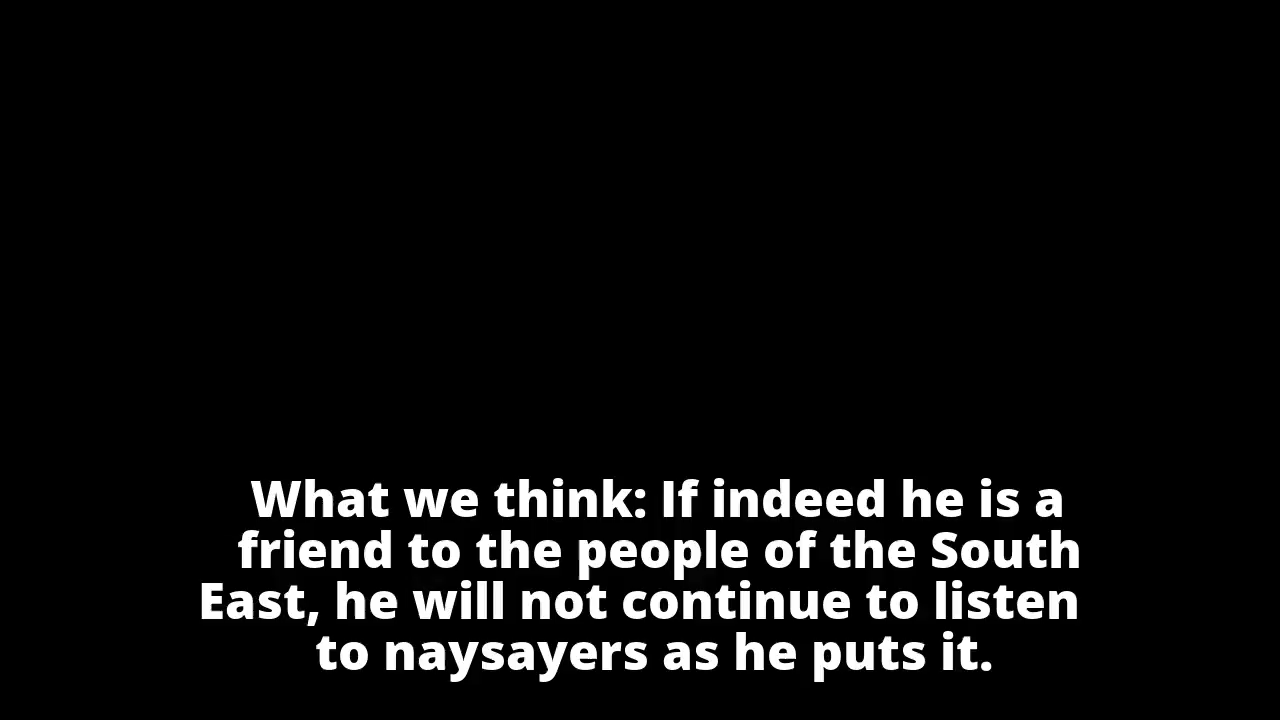 What we think: If indeed he is a
friend to the people of the South
East, he will not continue to listen
to naysayers as he puts it.